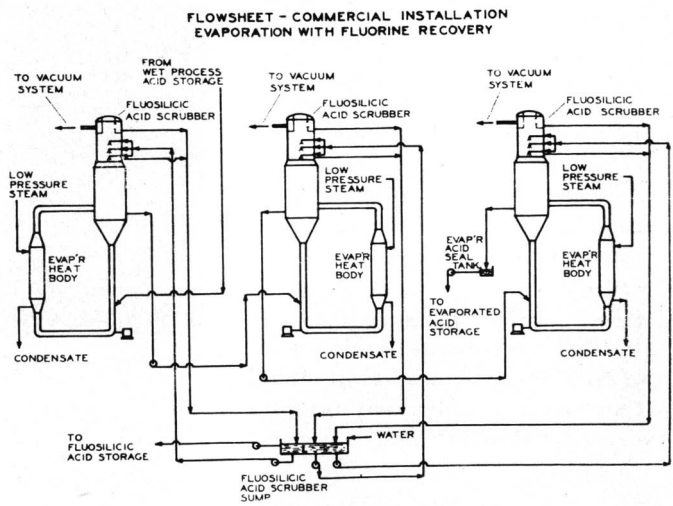 FLOWSHEET - COMMERCIAL INSTALLATION
EVAPORATION WITH FLUORINE RECOVERY
FROM
WET PROCESS
ACID STORAGE
TO VACUUM
SYSTEM
FLUOSILICIC
ACID SCRUBBER
LOW
PRESSURE
STEAM
EVAP'R
HEAT
BODY
CONDENSATE
TO VACUUM
SYSTEM
FLUOSILICIC
ACID SCRUBBER
LOW
PRESSURE
STEAM
EVAP'R
HEAT
BODY
CONDENSATE
TO VACUUM
SYSTEM
FLUOSILICIC
ACID SCRUBBER
LOW
PRESSURE
STEAM
EVAP'R
ACID
SEAL
TANK
EVAP'R
HEAT
BODY
TO
EVAPORATED
ACID
STORAGE
CONDENSATE
TO
FLUOSILICIC
ACID STORAGE
WATER
FLUOSILICIC
ACID SCRUBBER
SUMP